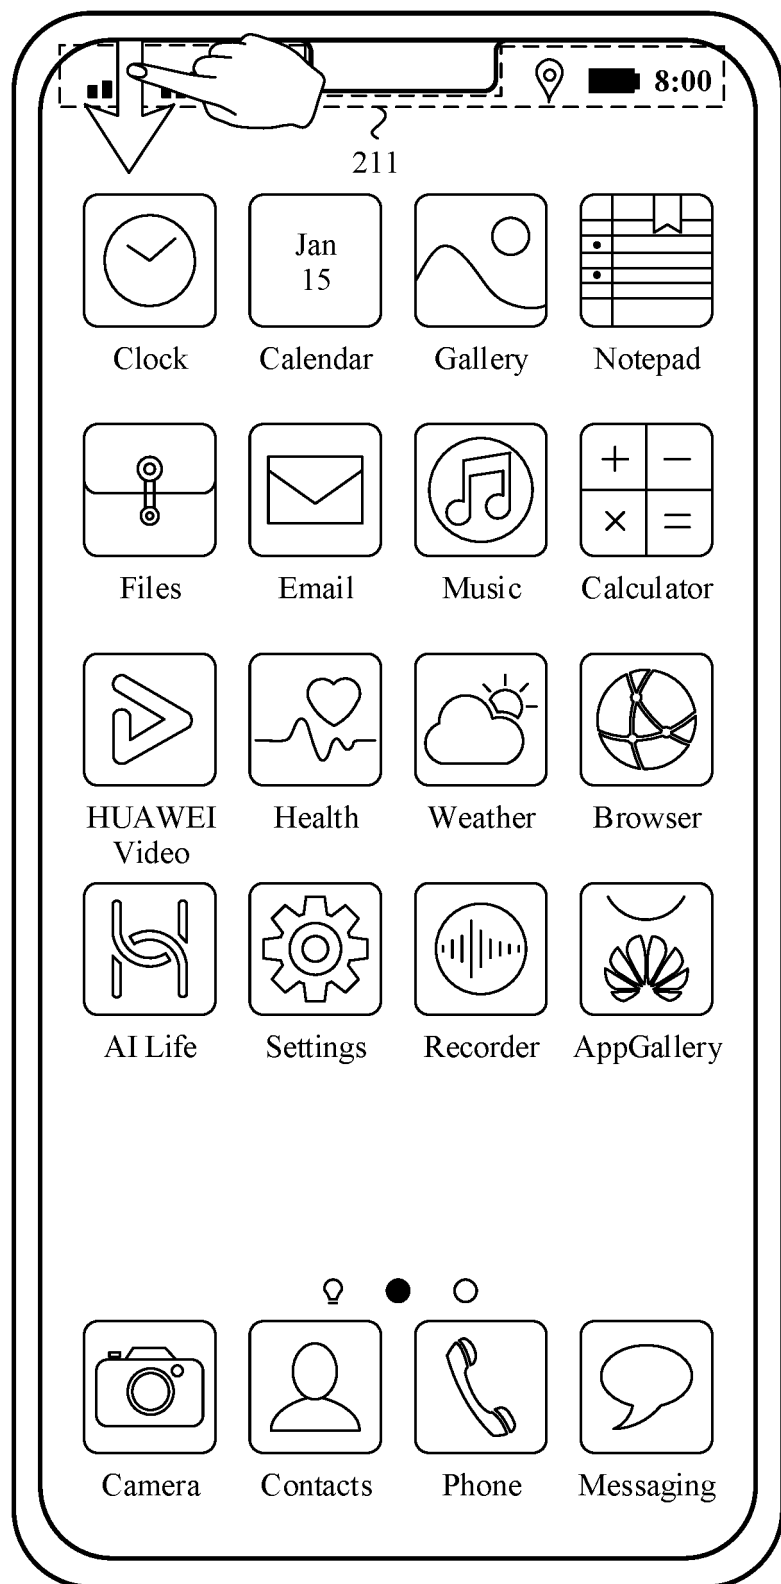 8:00
211
Jan
15
Clock Calendar Gallery Notepad
Files Email Music Calculator
HUAWEI Health Weather Browser
Video
AI Life Settings Recorder AppGallery
Camera Contacts Phone Messaging